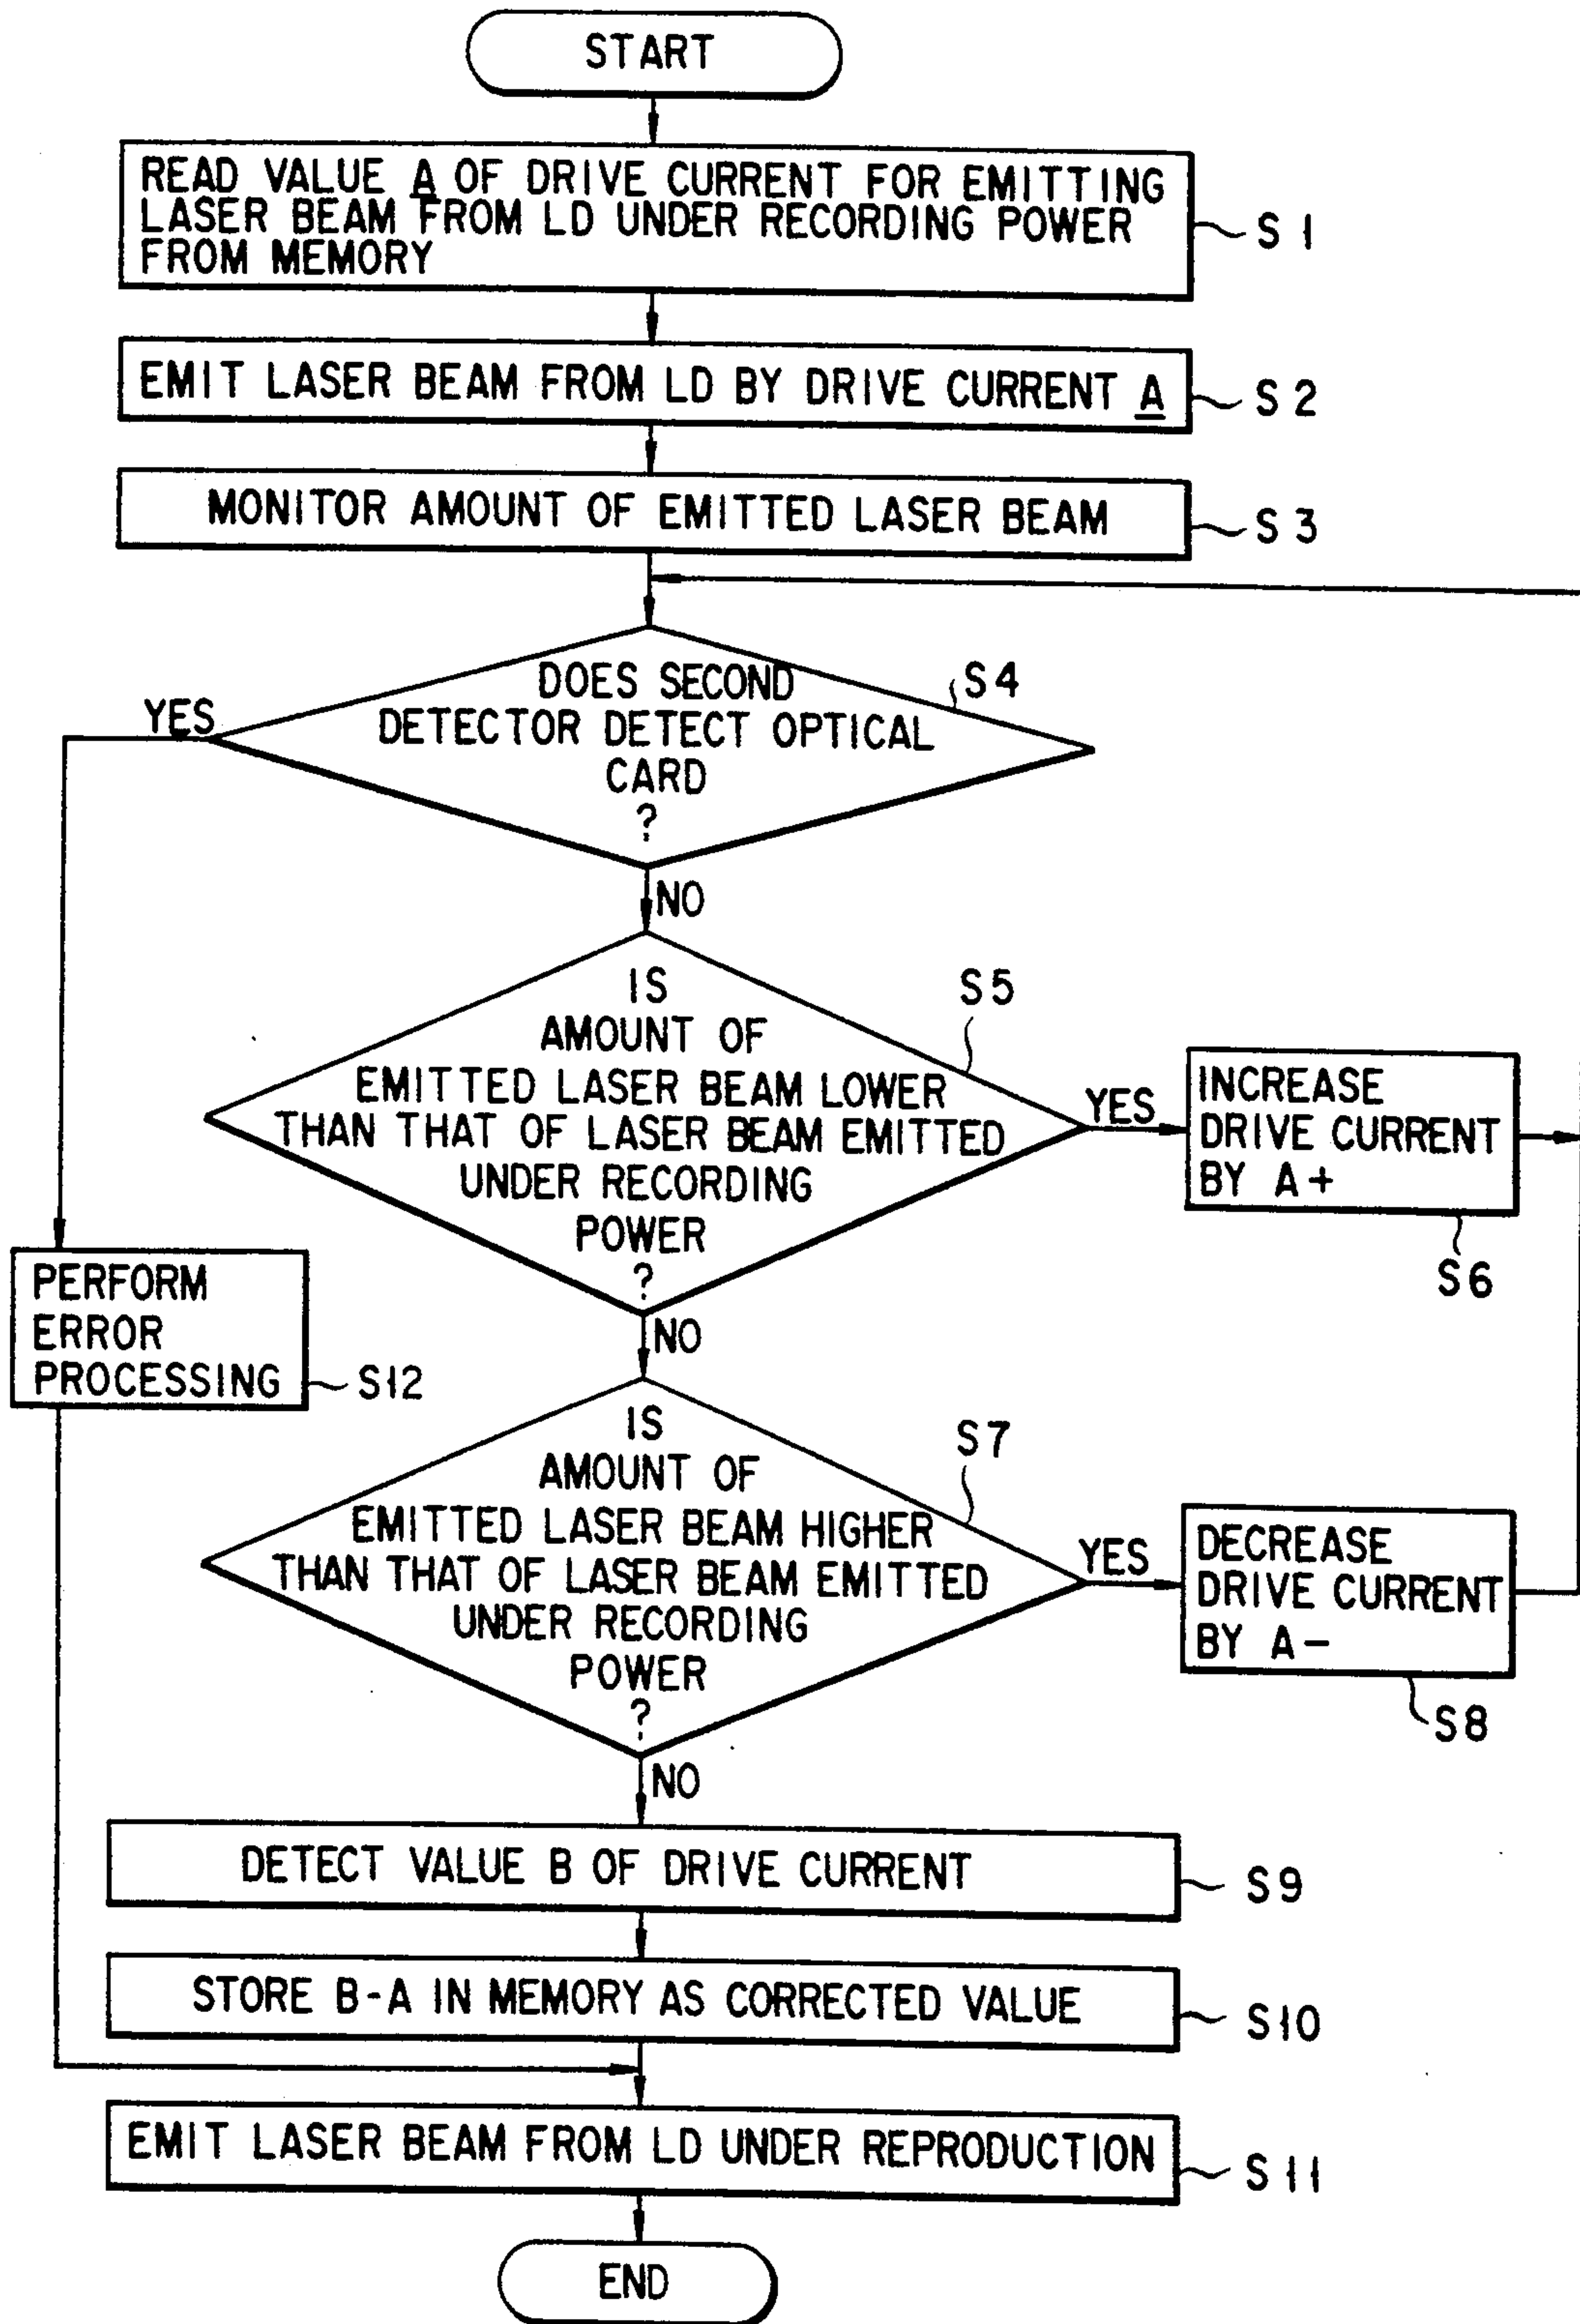 START
READ VALUE A OF DRIVE CURRENT FOR EMITTING
LASER BEAM FROM LD UNDER RECORDING POWER
FROM MEMORY
S1
EMIT LASER BEAM FROM LD BY DRIVE CURRENT A
S2
MONITOR AMOUNT OF EMITTED LASER BEAM
S3
DOES SECOND
DETECTOR DETECT OPTICAL
CARD
?
S4
YES
NO
IS
AMOUNT OF
EMITTED LASER BEAM LOWER
THAN THAT OF LASER BEAM EMITTED
UNDER RECORDING
POWER
?
S5
YES
INCREASE
DRIVE CURRENT
BY A+
S6
NO
PERFORM
ERROR
PROCESSING
S12
IS
AMOUNT OF
EMITTED LASER BEAM HIGHER
THAN THAT OF LASER BEAM EMITTED
UNDER RECORDING
POWER
?
S7
YES
DECREASE
DRIVE CURRENT
BY A-
S8
NO
DETECT VALUE B OF DRIVE CURRENT
S9
STORE B-A IN MEMORY AS CORRECTED VALUE
S10
EMIT LASER BEAM FROM LD UNDER REPRODUCTION
S11
END